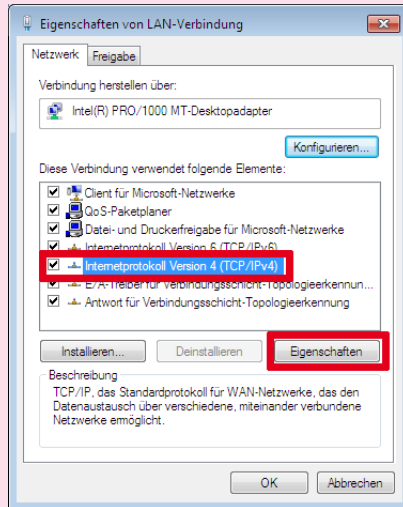 Eigenschaften von LAN-Verbindung
Netzwerk Freigabe
Verbindung herstellen über:
Intel(R) PRO/1000 MT-Desktopadapter
Konfigurieren...
Diese Verbindung verwendet folgende Elemente:
Client für Microsoft-Netzwerke
QoS-Paketplaner
Datei- und Druckerfreigabe für Microsoft-Netzwerke
Internetprotokoll Version 6 (TCP/IPv6)
Internetprotokoll Version 4 (TCP/IPv4)
E/A-Treiber für Verbindungsschicht-Topologieerkennun...
Antwort für Verbindungsschicht-Topologieerkennung
Installieren... Deinstallieren Eigenschaften
Beschreibung
TCP/IP, das Standardprotokoll für WAN-Netzwerke, das den
Datenaustausch über verschiedene, miteinander verbundene
Netzwerke ermöglicht.
OK Abbrechen